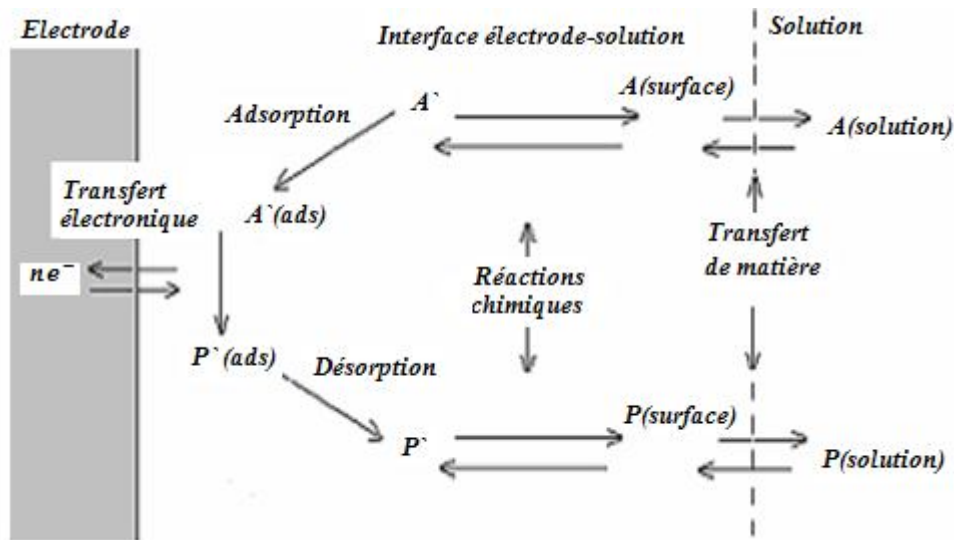 Electrode
Interface électrode-solution
Solution
A(surface)
A`
A(solution)
Adsorption
Transfert
électronique
A`(ads)
Transfert
de matière
ne⁻
Réactions
chimiques
P`(ads)
Désorption
P(surface)
P`
P(solution)